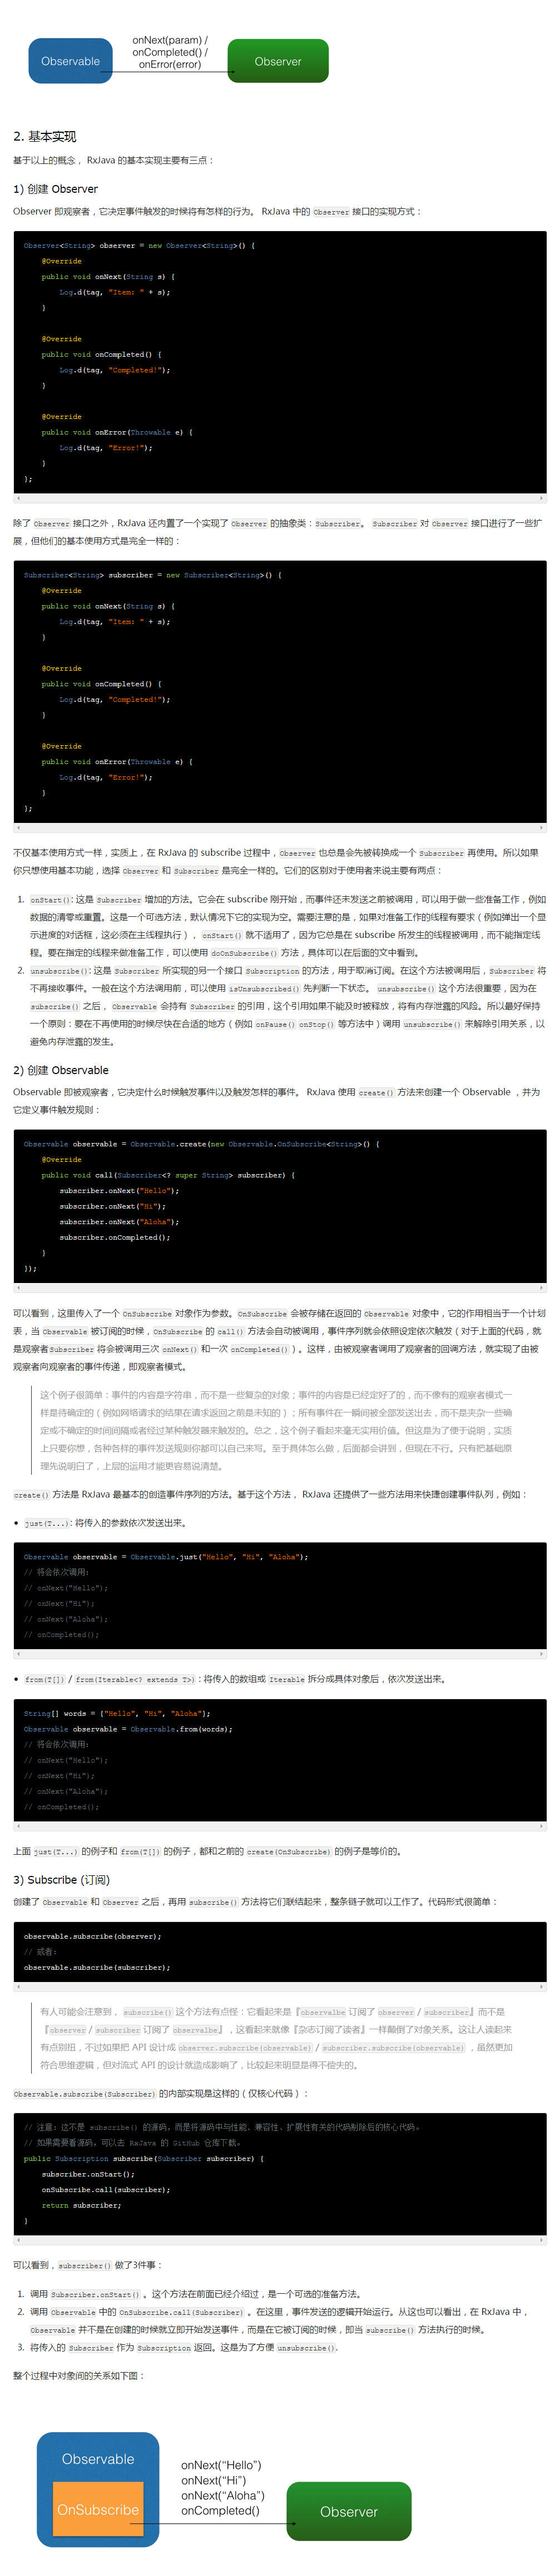 Observable
onNext(param) /
onCompleted() /
onError(error)
Observer
2. 基本实现
基于以上的概念， RxJava 的基本实现主要有三点：
1) 创建 Observer
Observer 即观察者，它决定事件触发的时候将有怎样的行为。 RxJava 中的 Observer 接口的实现方式：
Observer<String> observer = new Observer<String>() {
@Override
public void onNext(String s) {
Log.d(tag, "Item: " + s);
}
@Override
public void onCompleted() {
Log.d(tag, "Completed!");
}
@Override
public void onError(Throwable e) {
Log.d(tag, "Error!");
}
};
除了 Observer 接口之外，RxJava 还内置了一个实现了 Observer 的抽象类：Subscriber。 Subscriber 对 Observer 接口进行了一些扩
展，但他们的基本使用方式是完全一样的：
Subscriber<String> subscriber = new Subscriber<String>() {
@Override
public void onNext(String s) {
Log.d(tag, "Item: " + s);
}
@Override
public void onCompleted() {
Log.d(tag, "Completed!");
}
@Override
public void onError(Throwable e) {
Log.d(tag, "Error!");
}
};
不仅基本使用方式一样，实质上，在 RxJava 的 subscribe 过程中，Observer 也总是会先被转换成一个 Subscriber 再使用。所以如果
你只想使用基本功能，选择 Observer 和 Subscriber 是完全一样的。它们的区别对于使用者来说主要有两点：
1. onStart(): 这是 Subscriber 增加的方法。它会在 subscribe 刚开始，而事件还未发送之前被调用，可以用于做一些准备工作，例如
数据的清零或重置。这是一个可选方法，默认情况下它的实现为空。需要注意的是，如果对准备工作的线程有要求（例如弹出一个显
示进度的对话框，这必须在主线程执行）， onStart() 就不适用了，因为它总是在 subscribe 所发生的线程被调用，而不能指定线
程。要在指定的线程来做准备工作，可以使用 doOnSubscribe() 方法，具体可以在后面的文中看到。
2. unsubscribe(): 这是 Subscriber 所实现的另一个接口 Subscription 的方法，用于取消订阅。在这个方法被调用后，Subscriber 将
不再接收事件。一般在这个方法调用前，可以使用 isUnsubscribed() 先判断一下状态。 unsubscribe() 这个方法很重要，因为在
subscribe() 之后， Observable 会持有 Subscriber 的引用，这个引用如果不能及时被释放，将有内存泄露的风险。所以最好保持
一个原则：要在不再使用的时候尽快在合适的地方（例如 onPause() onStop() 等方法中）调用 unsubscribe() 来解除引用关系，以
避免内存泄露的发生。
2) 创建 Observable
Observable 即被观察者，它决定什么时候触发事件以及触发怎样的事件。 RxJava 使用 create() 方法来创建一个 Observable ，并为
它定义事件触发规则：
Observable observable = Observable.create(new Observable.OnSubscribe<String>() {
@Override
public void call(Subscriber<? super String> subscriber) {
subscriber.onNext("Hello");
subscriber.onNext("Hi");
subscriber.onNext("Aloha");
subscriber.onCompleted();
}
});
可以看到，这里传入了一个 OnSubscribe 对象作为参数。OnSubscribe 会被存储在返回的 Observable 对象中，它的作用相当于一个计划
表，当 Observable 被订阅的时候，OnSubscribe 的 call() 方法会自动被调用，事件序列就会依照设定依次触发（对于上面的代码，就
是观察者Subscriber 将会被调用三次 onNext() 和一次 onCompleted()）。这样，由被观察者调用了观察者的回调方法，就实现了由被
观察者向观察者的事件传递，即观察者模式。
这个例子很简单：事件的内容是字符串，而不是一些复杂的对象；事件的内容是已经定好了的，而不像有的观察者模式一
样是待确定的（例如网络请求的结果在请求返回之前是未知的）；所有事件在一瞬间被全部发送出去，而不是夹杂一些确
定或不确定的时间间隔或者经过某种触发器来触发的。总之，这个例子看起来毫无实用价值。但这是为了便于说明，实质
上只要你想，各种各样的事件发送规则你都可以自己来写。至于具体怎么做，后面都会讲到，但现在不行。只有把基础原
理先说明白了，上层的运用才能更容易说清楚。
create() 方法是 RxJava 最基本的创造事件序列的方法。基于这个方法， RxJava 还提供了一些方法用来快捷创建事件队列，例如：
• just(T...): 将传入的参数依次发送出来。
Observable observable = Observable.just("Hello", "Hi", "Aloha");
// 将会依次调用：
// onNext("Hello");
// onNext("Hi");
// onNext("Aloha");
// onCompleted();
• from(T[]) / from(Iterable<? extends T>) : 将传入的数组或 Iterable 拆分成具体对象后，依次发送出来。
String[] words = {"Hello", "Hi", "Aloha"};
Observable observable = Observable.from(words);
// 将会依次调用：
// onNext("Hello");
// onNext("Hi");
// onNext("Aloha");
// onCompleted();
上面 just(T...) 的例子和 from(T[]) 的例子，都和之前的 create(OnSubscribe) 的例子是等价的。
3) Subscribe (订阅)
创建了 Observable 和 Observer 之后，再用 subscribe() 方法将它们联结起来，整条链子就可以工作了。代码形式很简单：
observable.subscribe(observer);
// 或者：
observable.subscribe(subscriber);
有人可能会注意到， subscribe() 这个方法有点怪：它看起来是『observalbe 订阅了 observer / subscriber』而不是
『observer / subscriber 订阅了 observalbe』，这看起来就像『杂志订阅了读者』一样颠倒了对象关系。这让人读起来
有点别扭，不过如果把 API 设计成 observer.subscribe(observable) / subscriber.subscribe(observable) ，虽然更加
符合思维逻辑，但对流式 API 的设计就造成影响了，比较起来明显是得不偿失的。
Observable.subscribe(Subscriber) 的内部实现是这样的（仅核心代码）：
// 注意：这不是 subscribe() 的源码，而是将源码中与性能、兼容性、扩展性有关的代码剔除后的核心代码。
// 如果需要看源码，可以去 RxJava 的 GitHub 仓库下载。
public Subscription subscribe(Subscriber subscriber) {
subscriber.onStart();
onSubscribe.call(subscriber);
return subscriber;
}
可以看到，subscriber() 做了3件事：
1. 调用 Subscriber.onStart() 。这个方法在前面已经介绍过，是一个可选的准备方法。
2. 调用 Observable 中的 OnSubscribe.call(Subscriber) 。在这里，事件发送的逻辑开始运行。从这也可以看出，在 RxJava 中，
Observable 并不是在创建的时候就立即开始发送事件，而是在它被订阅的时候，即当 subscribe() 方法执行的时候。
3. 将传入的 Subscriber 作为 Subscription 返回。这是为了方便 unsubscribe().
整个过程中对象间的关系如下图：
Observable
OnSubscribe
onNext(“Hello”)
onNext(“Hi”)
onNext(“Aloha”)
onCompleted()
Observer